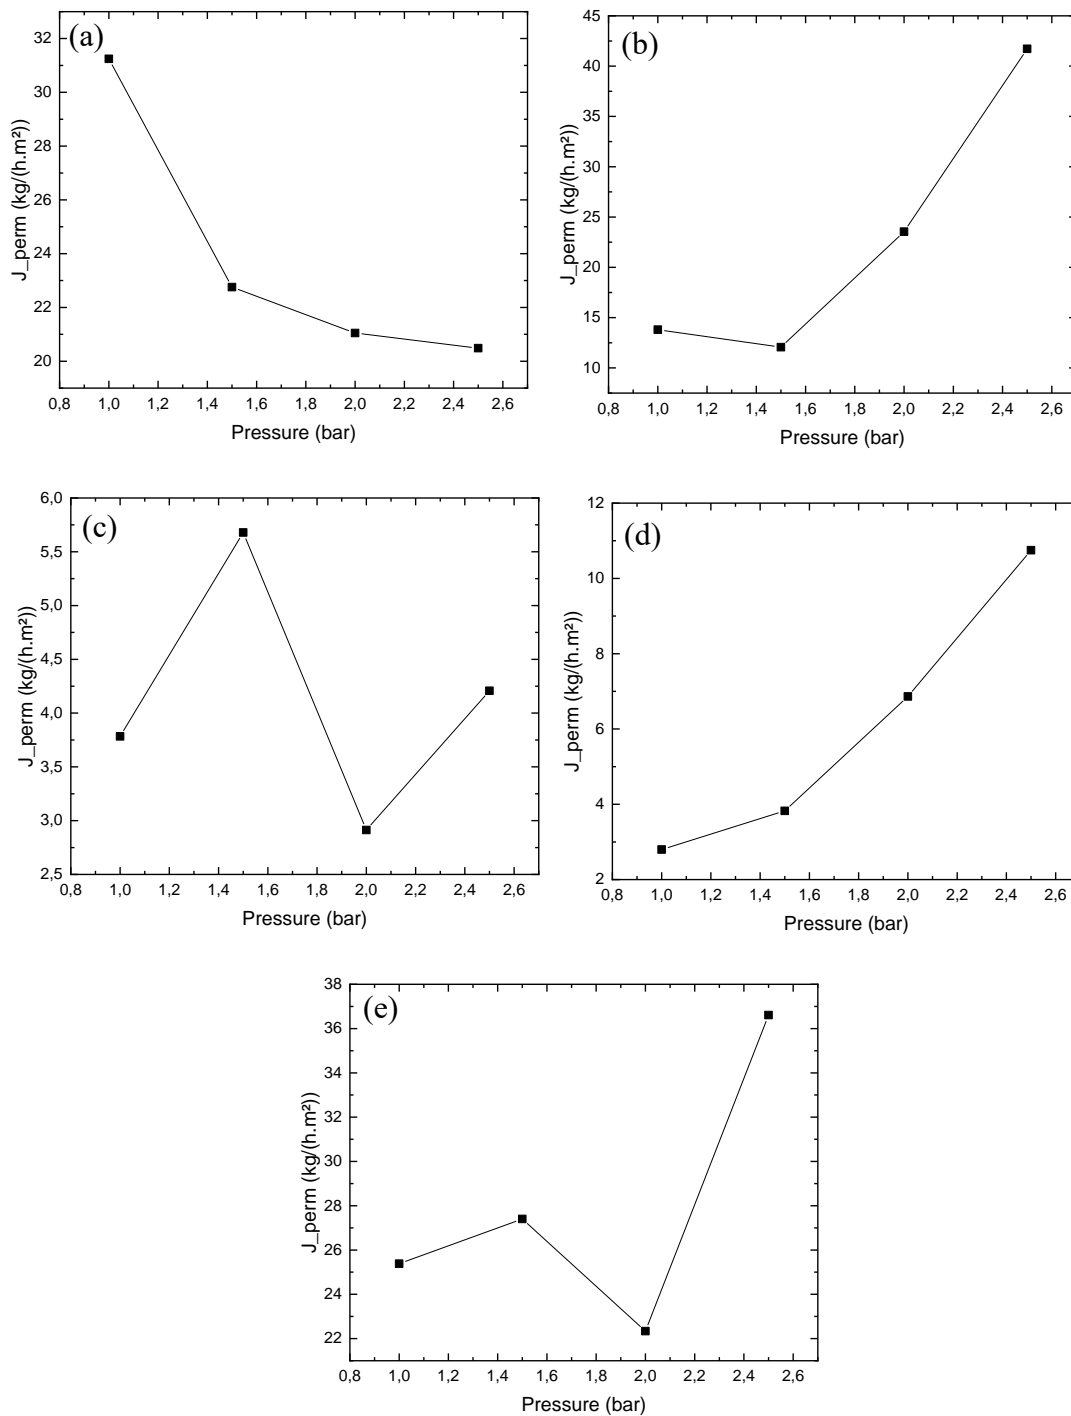 (a)
J_perm (kg/(h.m²))
32
30
28
26
24
22
20
0,8 1,0 1,2 1,4 1,6 1,8 2,0 2,2 2,4 2,6
Pressure (bar)
(b)
J_perm (kg/(h.m²))
45
40
35
30
25
20
15
10
0,8 1,0 1,2 1,4 1,6 1,8 2,0 2,2 2,4 2,6
Pressure (bar)
(c)
J_perm (kg/(h.m²))
6,0
5,5
5,0
4,5
4,0
3,5
3,0
2,5
0,8 1,0 1,2 1,4 1,6 1,8 2,0 2,2 2,4 2,6
Pressure (bar)
(d)
J_perm (kg/(h.m²))
12
10
8
6
4
2
0,8 1,0 1,2 1,4 1,6 1,8 2,0 2,2 2,4 2,6
Pressure (bar)
(e)
J_perm (kg/(h.m²))
38
36
34
32
30
28
26
24
22
0,8 1,0 1,2 1,4 1,6 1,8 2,0 2,2 2,4 2,6
Pressure (bar)